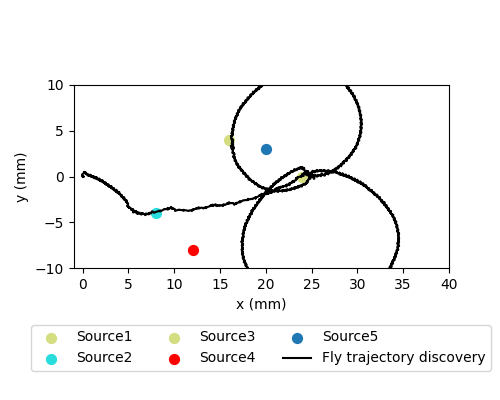 10
5
0
−5
−10
y (mm)
0 5 10 15 20 25 30 35 40
x (mm)
Source1 Source3 Source5
Source2 Source4 Fly trajectory discovery